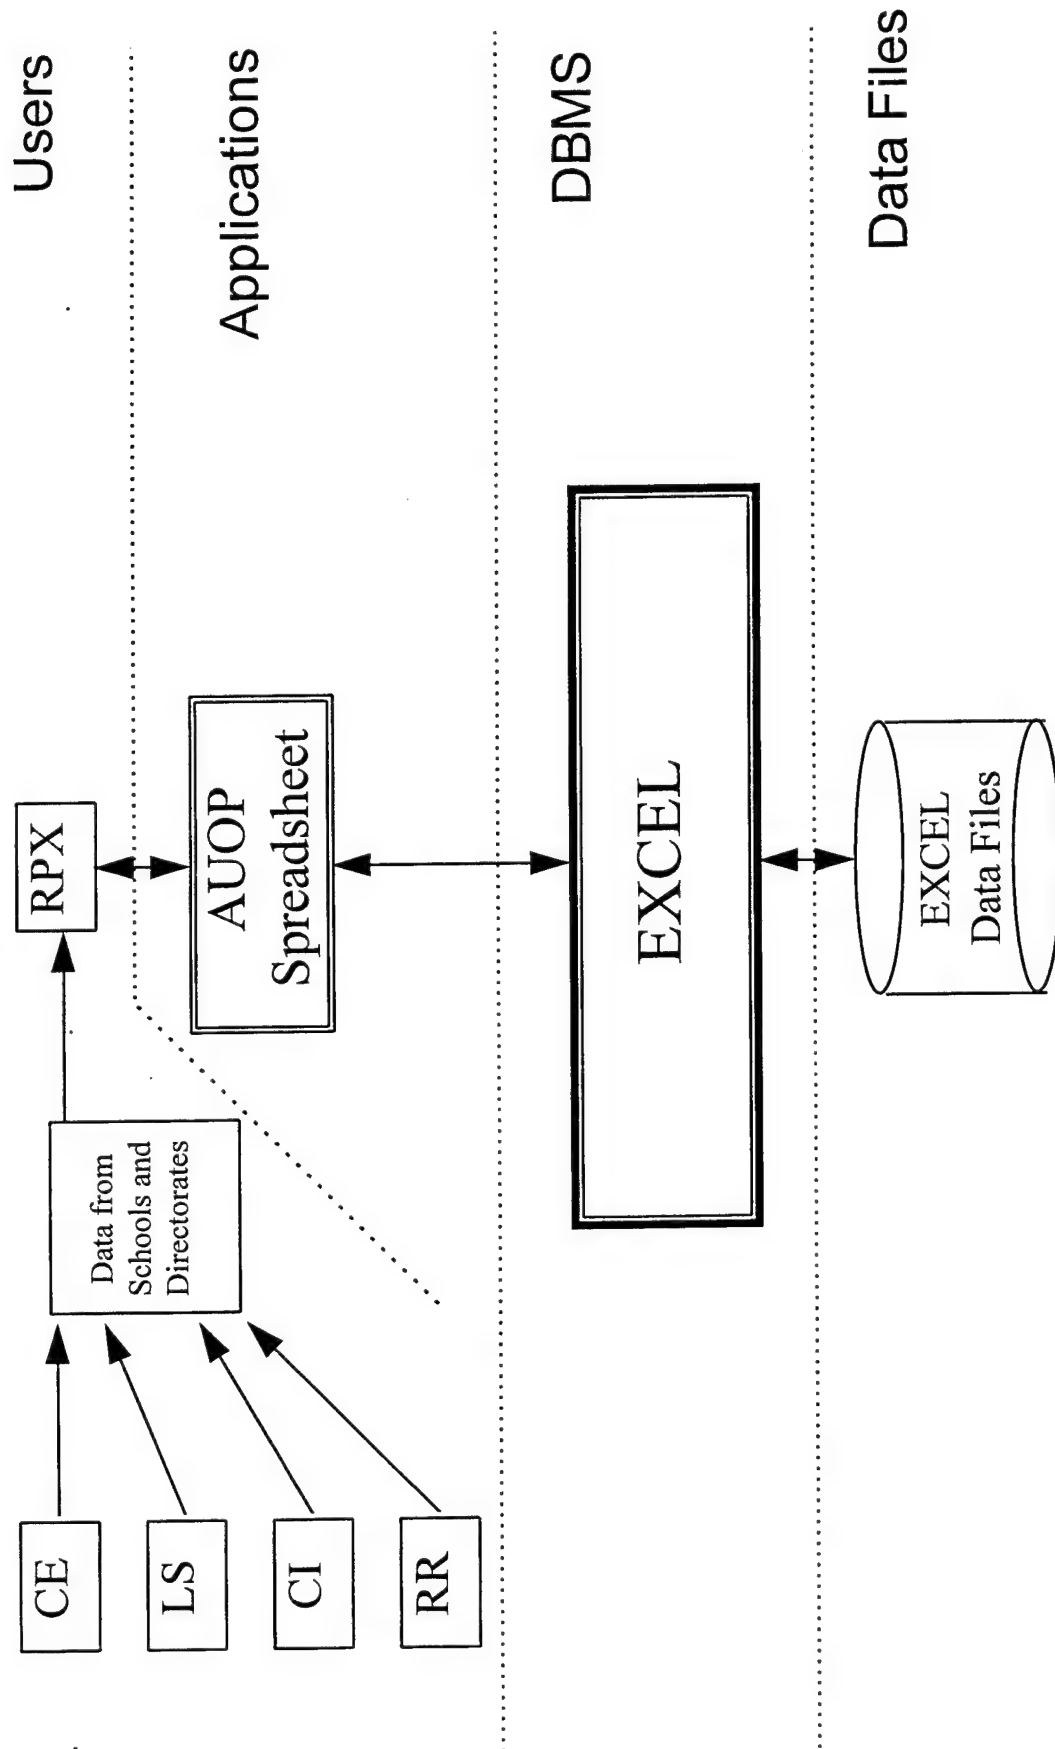 Users
CE
LS
CI
RR
Data from
Schools and
Directorates
RPX
Applications
AUOP
Spreadsheet
DBMS
EXCEL
Data Files
EXCEL
Data Files